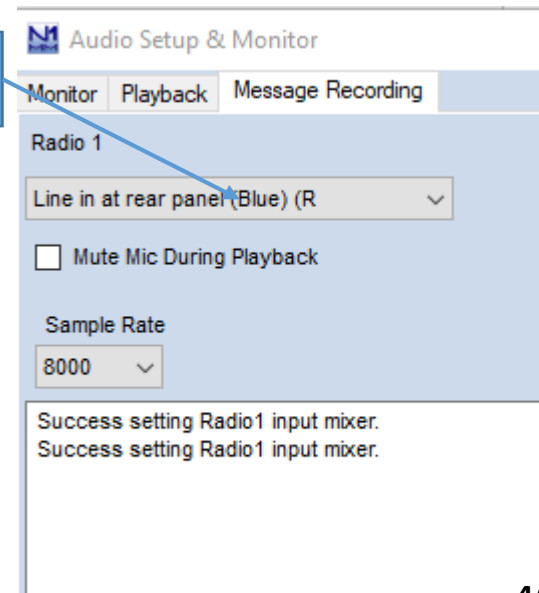 Audio Setup & Monitor
Monitor Playback Message Recording
Radio 1
Line in at rear panel (Blue) (R
Mute Mic During Playback
Sample Rate
8000
Success setting Radio1 input mixer.
Success setting Radio1 input mixer.